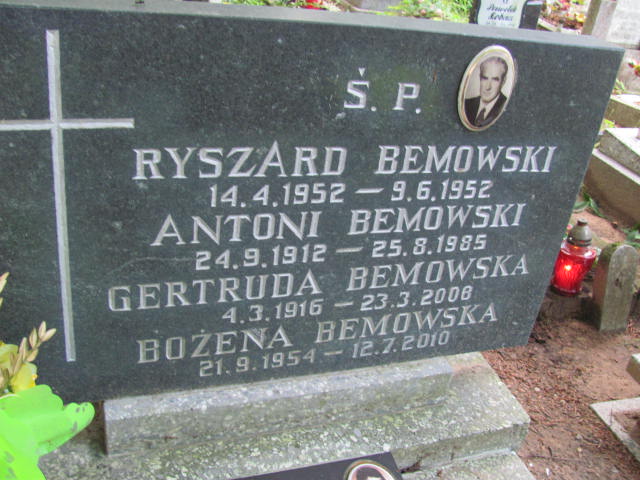 Ś. P.
RYSZARD BEMOWSKI
14.4.1952 – 9.6.1952
ANTONI BEMOWSKI
24.9.1912 – 25.8.1985
GERTRUDA BEMOWSKA
4.3.1916 – 23.3.2008
BOŻENA BEMOWSKA
21.9.1954 – 12.7.2010